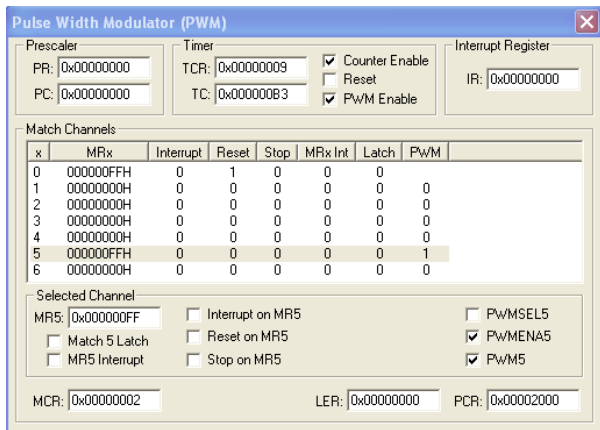 Pulse Width Modulator (PWM)
Prescaler
PR: 0x00000000
PC: 0x00000000
Timer
TCR: 0x00000009
TC: 0x000000B3
Counter Enable
Reset
PWM Enable
Interrupt Register
IR: 0x00000000
Match Channels
x MRx Interrupt Reset Stop MRx Int Latch PWM
0 000000FFH 0 1 0 0 0
1 00000000H 0 0 0 0 0 0
2 00000000H 0 0 0 0 0 0
3 00000000H 0 0 0 0 0 0
4 00000000H 0 0 0 0 0 0
5 000000FFH 0 0 0 0 0 1
6 00000000H 0 0 0 0 0 0
Selected Channel
MR5: 0x000000FF
Match 5 Latch
MR5 Interrupt
Interrupt on MR5
Reset on MR5
Stop on MR5
PWMSEL5
PWMENA5
PWM5
MCR: 0x00000002 LER: 0x00000000 PCR: 0x00002000